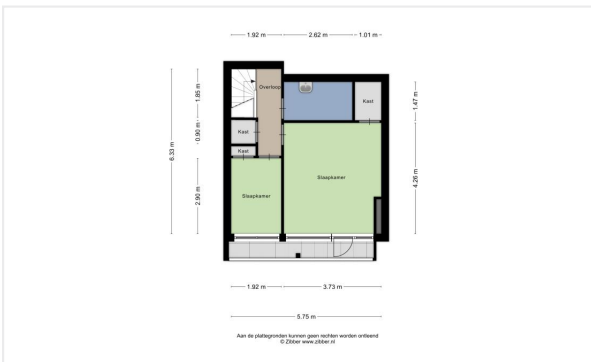 1.92 m
2.62 m
1.01 m
Overloop
Kast
Kast
Kast
Slaapkamer
Slaapkamer
6.33 m
1.85 m
0.90 m
2.90 m
1.47 m
4.26 m
1.92 m
3.73 m
5.75 m
Aan de plattegronden kunnen geen rechten worden ontleend
© Zibber www.zibber.nl